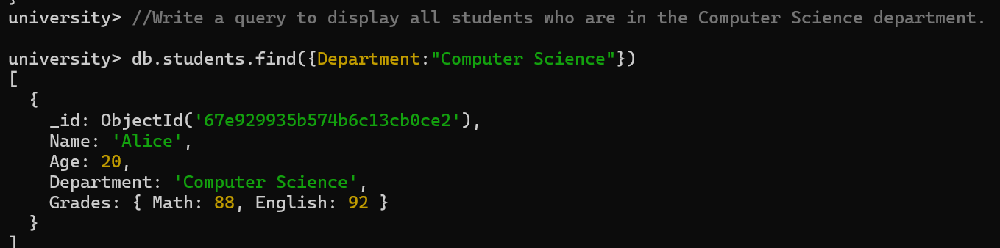 }
university> //Write a query to display all students who are in the Computer Science department.
university> db.students.find({Department:"Computer Science"})
[
  {
    _id: ObjectId('67e929935b574b6c13cb0ce2'),
    Name: 'Alice',
    Age: 20,
    Department: 'Computer Science',
    Grades: { Math: 88, English: 92 }
  }
]